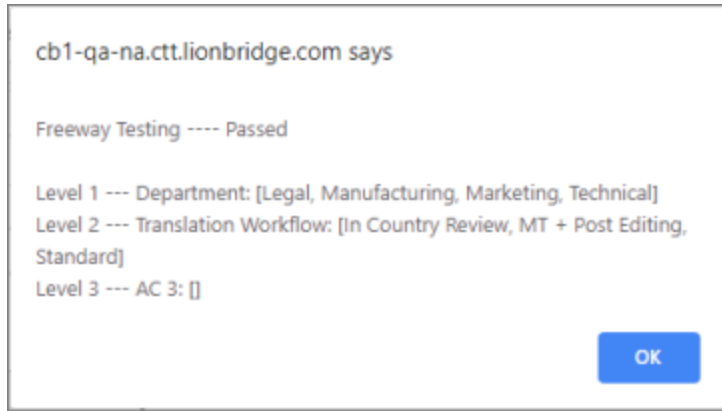 cb1-qa-na.ctt.lionbridge.com says
Freeway Testing ---- Passed
Level 1 --- Department: [Legal, Manufacturing, Marketing, Technical]
Level 2 --- Translation Workflow: [In Country Review, MT + Post Editing,
Standard]
Level 3 --- AC 3: []
OK